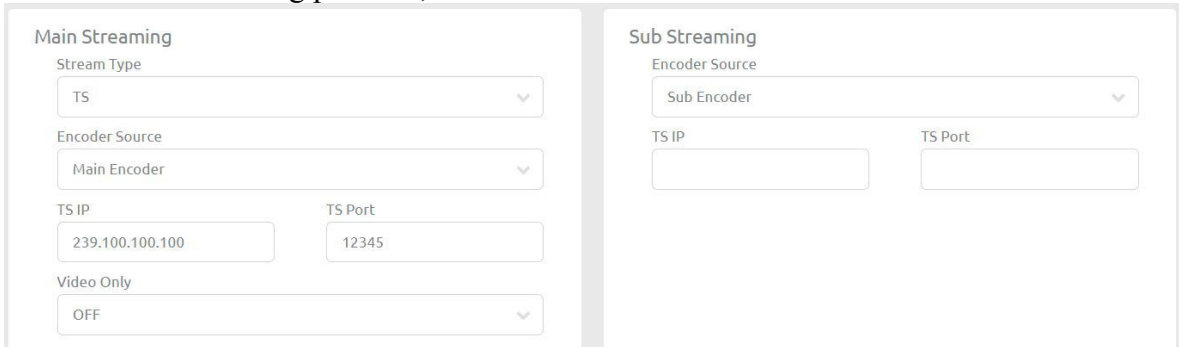 Main Streaming
Stream Type
TS
Encoder Source
Main Encoder
TS IP TS Port
239.100.100.100 12345
Video Only
OFF
Sub Streaming
Encoder Source
Sub Encoder
TS IP TS Port